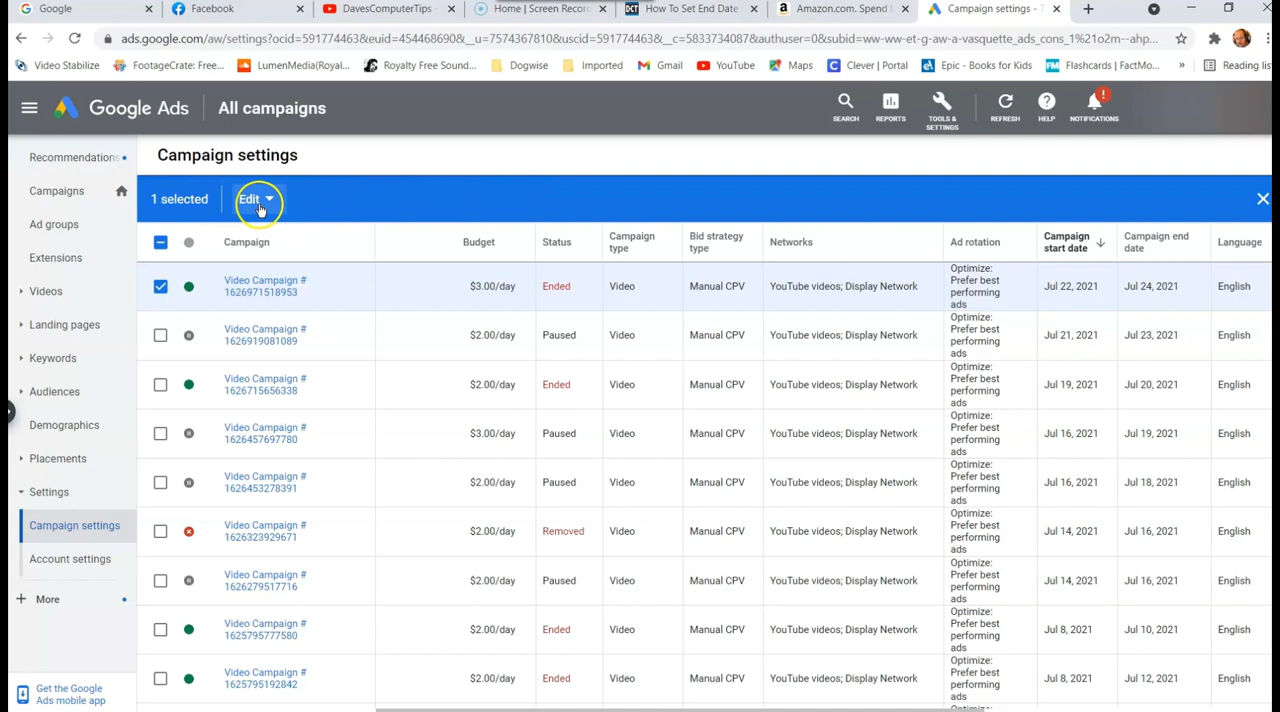 Google
Facebook
DavesComputerTips -
Home | Screen Recor
DCT
How To Set End Date
Amazon.com. Spend l
Campaign settings - 7
ads.google.com/aw/settings?ocid=591774463&euid=454468690&__u=7574367810&uscid=591774463&__c=5833734087&authuser=0&subid=ww-ww-et-g-aw-a-vasquette_ads_cons_1%21o2m--ahp...
Video Stabilize
FootageCrate: Free...
LumenMedia(Royal...
Royalty Free Sound...
Dogwise
Imported
Gmail
YouTube
Maps
Clever | Portal
Epic - Books for Kids
Flashcards | FactMo...
»
Reading list
Google Ads
All campaigns
SEARCH
REPORTS
TOOLS &
SETTINGS
REFRESH
HELP
NOTIFICATIONS
Recommendations
Campaigns
Ad groups
Extensions
Videos
Landing pages
Keywords
Audiences
Demographics
Placements
Settings
Campaign settings
Account settings
+ More
Get the Google
Ads mobile app
Campaign settings
1 selected
Edit
Campaign
Budget
Status
Campaign
type
Bid strategy
type
Networks
Ad rotation
Campaign
start date
Campaign end
date
Language
Video Campaign #
1626971518953
$3.00/day
Ended
Video
Manual CPV
YouTube videos; Display Network
Optimize:
Prefer best
performing
ads
Jul 22, 2021
Jul 24, 2021
English
Video Campaign #
1626919081089
$2.00/day
Paused
Video
Manual CPV
YouTube videos; Display Network
Optimize:
Prefer best
performing
ads
Jul 21, 2021
Jul 23, 2021
English
Video Campaign #
1626715656338
$2.00/day
Ended
Video
Manual CPV
YouTube videos; Display Network
Optimize:
Prefer best
performing
ads
Jul 19, 2021
Jul 20, 2021
English
Video Campaign #
1626457697780
$3.00/day
Paused
Video
Manual CPV
YouTube videos; Display Network
Optimize:
Prefer best
performing
ads
Jul 16, 2021
Jul 19, 2021
English
Video Campaign #
1626453278391
$2.00/day
Paused
Video
Manual CPV
YouTube videos; Display Network
Optimize:
Prefer best
performing
ads
Jul 16, 2021
Jul 18, 2021
English
Video Campaign #
1626323929671
$2.00/day
Removed
Video
Manual CPV
YouTube videos; Display Network
Optimize:
Prefer best
performing
ads
Jul 14, 2021
Jul 16, 2021
English
Video Campaign #
1626279517716
$2.00/day
Paused
Video
Manual CPV
YouTube videos; Display Network
Optimize:
Prefer best
performing
ads
Jul 14, 2021
Jul 16, 2021
English
Video Campaign #
1625795777580
$2.00/day
Ended
Video
Manual CPV
YouTube videos; Display Network
Optimize:
Prefer best
performing
ads
Jul 8, 2021
Jul 10, 2021
English
Video Campaign #
1625795192842
$2.00/day
Ended
Video
Manual CPV
YouTube videos; Display Network
Optimize:
Prefer best
performing
ads
Jul 8, 2021
Jul 12, 2021
English